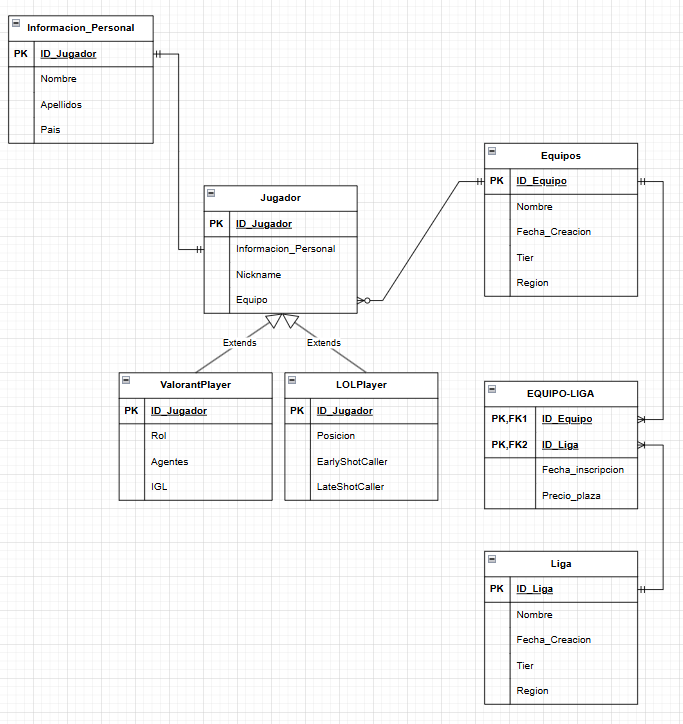 Informacion_Personal
PK ID_Jugador
Nombre
Apellidos
Pais
Jugador
PK ID_Jugador
Informacion_Personal
Nickname
Equipo
Extends
Extends
ValorantPlayer
PK ID_Jugador
Rol
Agentes
IGL
LOLPlayer
PK ID_Jugador
Posicion
EarlyShotCaller
LateShotCaller
Equipos
PK ID_Equipo
Nombre
Fecha_Creacion
Tier
Region
EQUIPO-LIGA
PK,FK1 ID_Equipo
PK,FK2 ID_Liga
Fecha_inscripcion
Precio_plaza
Liga
PK ID_Liga
Nombre
Fecha_Creacion
Tier
Region